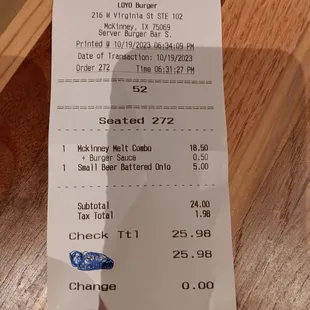 LOYO Burger
216 W Virginia St STE 102
McKinney, TX 75069
Server Burger Bar S.
Printed @ 10/19/2023 06:34:09 PM
Date of Transaction: 10/19/2023
Order 272 Time 06:31:27 PM
52
Seated 272
1 Mckinney Melt Combo 18.50
+ Burger Sauce 0.50
1 Small Beer Battered Onio 5.00
Subtotal 24.00
Tax Total 1.98
Check Ttl 25.98
25.98
Change 0.00